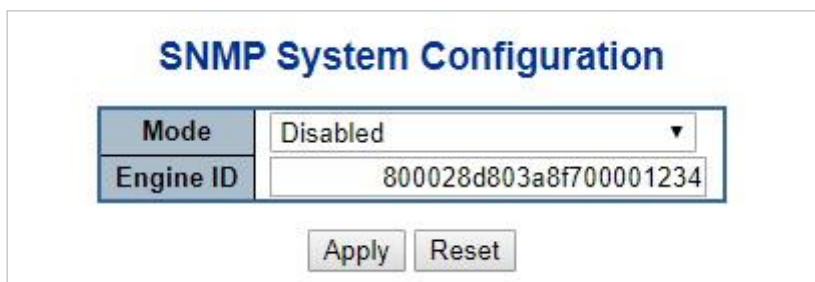 SNMP System Configuration
Mode Disabled
Engine ID 800028d803a8f700001234
Apply Reset